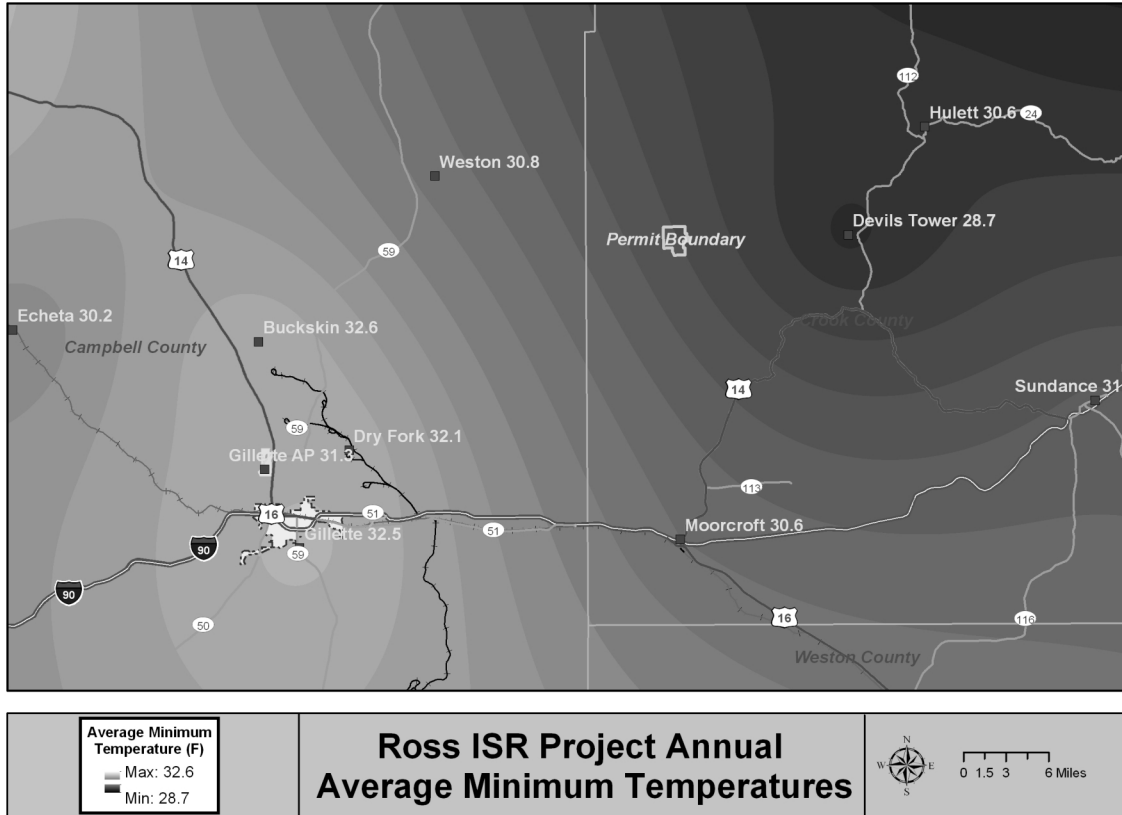 112
Hulett 30.6
24
Weston 30.8
Devils Tower 28.7
Permit Boundary
59
14
Echeta 30.2
Buckskin 32.6
Crook County
Campbell County
14
Sundance 31
59
Dry Fork 32.1
Gillette AP 31.3
113
16
51
51
Gillette 32.5
Moorcroft 30.6
90
59
90
50
16
116
Weston County
Average Minimum
Temperature (F)
Max: 32.6
Min: 28.7
Ross ISR Project Annual
Average Minimum Temperatures
N
W E
S
0 1.5 3 6 Miles